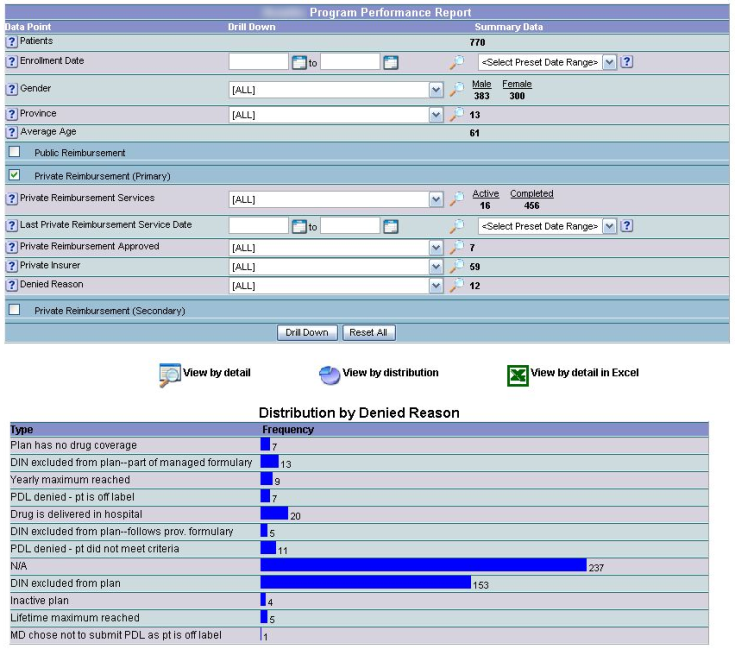 Program Performance Report
Data Point Drill Down Summary Data
? Patients 770
? Enrollment Date to <Select Preset Date Range> ?
? Gender [ALL] Male Female
383 300
? Province [ALL] 13
? Average Age 61
Public Reimbursement
Private Reimbursement (Primary)
? Private Reimbursement Services [ALL] Active Completed
16 456
? Last Private Reimbursement Service Date to <Select Preset Date Range> ?
? Private Reimbursement Approved [ALL] 7
? Private Insurer [ALL] 59
? Denied Reason [ALL] 12
Private Reimbursement (Secondary)
Drill Down Reset All
View by detail View by distribution View by detail in Excel
Distribution by Denied Reason
Type Frequency
Plan has no drug coverage 7
DIN excluded from plan--part of managed formulary 13
Yearly maximum reached 9
PDL denied - pt is off label 7
Drug is delivered in hospital 20
DIN excluded from plan--follows prov. formulary 5
PDL denied - pt did not meet criteria 11
N/A 237
DIN excluded from plan 153
Inactive plan 4
Lifetime maximum reached 5
MD chose not to submit PDL as pt is off label 1